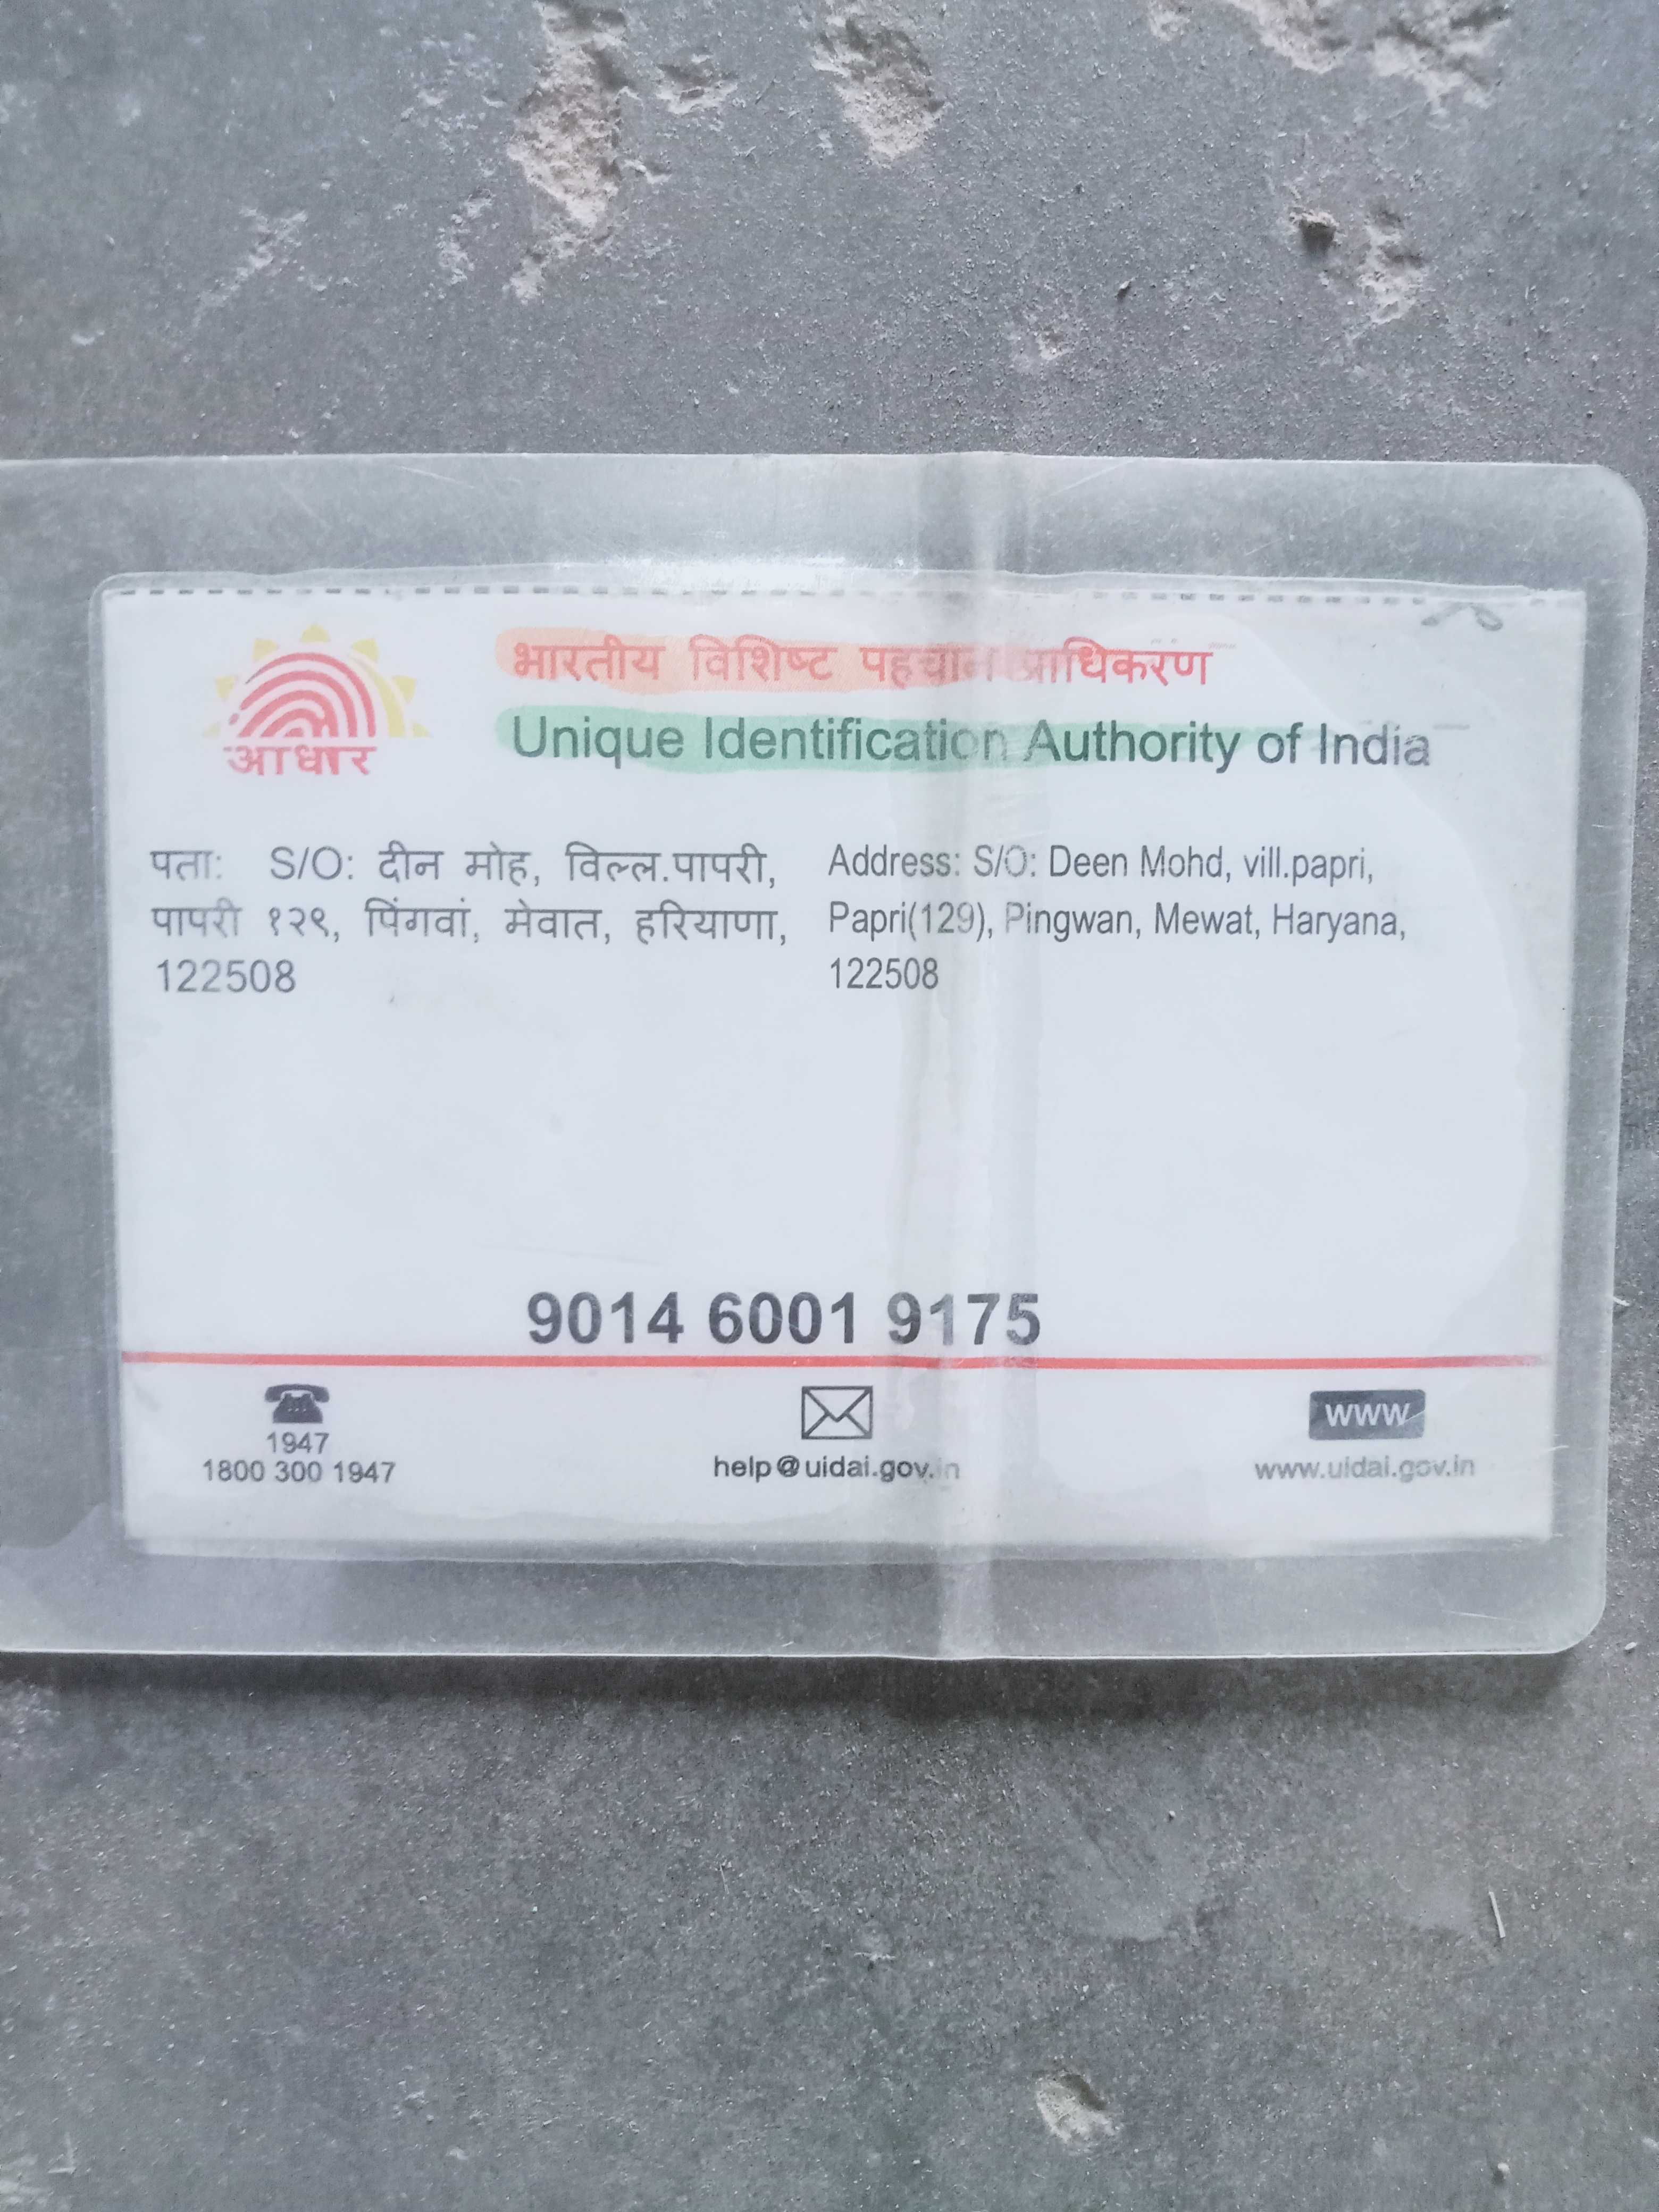 आधार
भारतीय विशिष्ट पहचान प्राधिकरण
Unique Identification Authority of India
पता: S/O: दीन मोह, विल्ल.पापरी,
पापरी १२९, पिंगवां, मेवात, हरियाणा,
122508
Address: S/O: Deen Mohd, vill.papri,
Papri(129), Pingwan, Mewat, Haryana,
122508
9014 6001 9175
1947
1800 300 1947
help@uidai.gov.in
WWW
www.uidai.gov.in